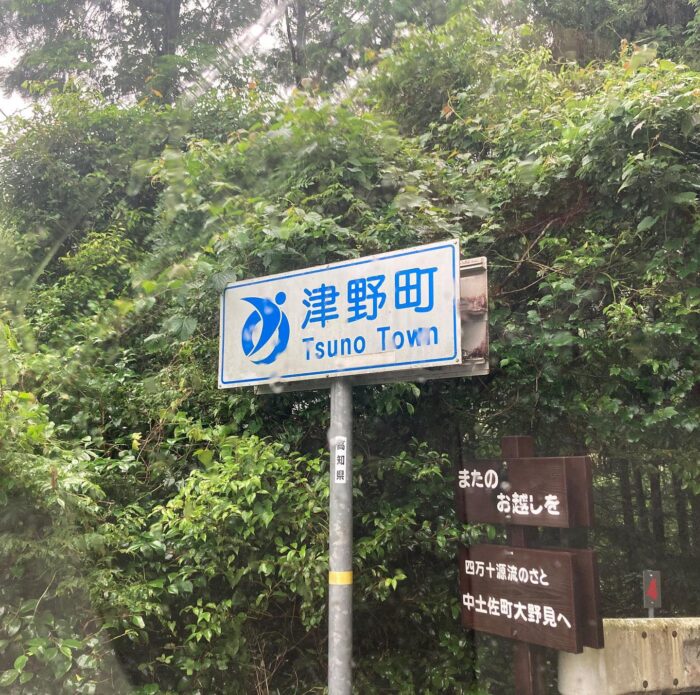 津野町
Tsuno Town
高知県
またの
お越しを
四万十源流のさと
中土佐町大野見へ
4